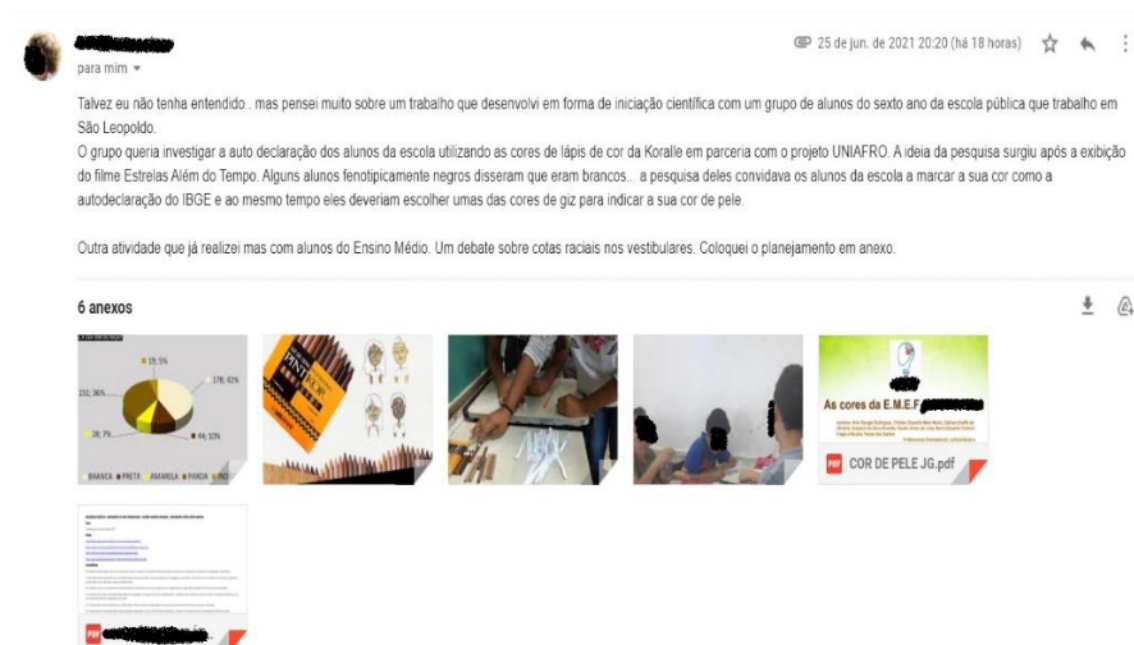 25 de jun. de 2021 20:20 (há 18 horas)
para mim
Talvez eu não tenha entendido.. mas pensei muito sobre um trabalho que desenvolvi em forma de iniciação científica com um grupo de alunos do sexto ano da escola pública que trabalho em
São Leopoldo.
O grupo queria investigar a auto declaração dos alunos da escola utilizando as cores de lápis de cor da Koralle em parceria com o projeto UNIAFRO. A ideia da pesquisa surgiu após a exibição
do filme Estrelas Além do Tempo. Alguns alunos fenotipicamente negros disseram que eram brancos... a pesquisa deles convidava os alunos da escola a marcar a sua cor como a
autodeclaração do IBGE e ao mesmo tempo eles deveriam escolher umas das cores de giz para indicar a sua cor de pele.
Outra atividade que já realizei mas com alunos do Ensino Médio. Um debate sobre cotas raciais nos vestibulares. Coloquei o planejamento em anexo.
6 anexos
19; 5%
178; 42%
151; 36%
28; 7%
44; 10%
BRANCA PRETA AMARELA PARDA
PINT KOR
As cores da E.M.E.F.
PDF COR DE PELE JG.pdf
PDF